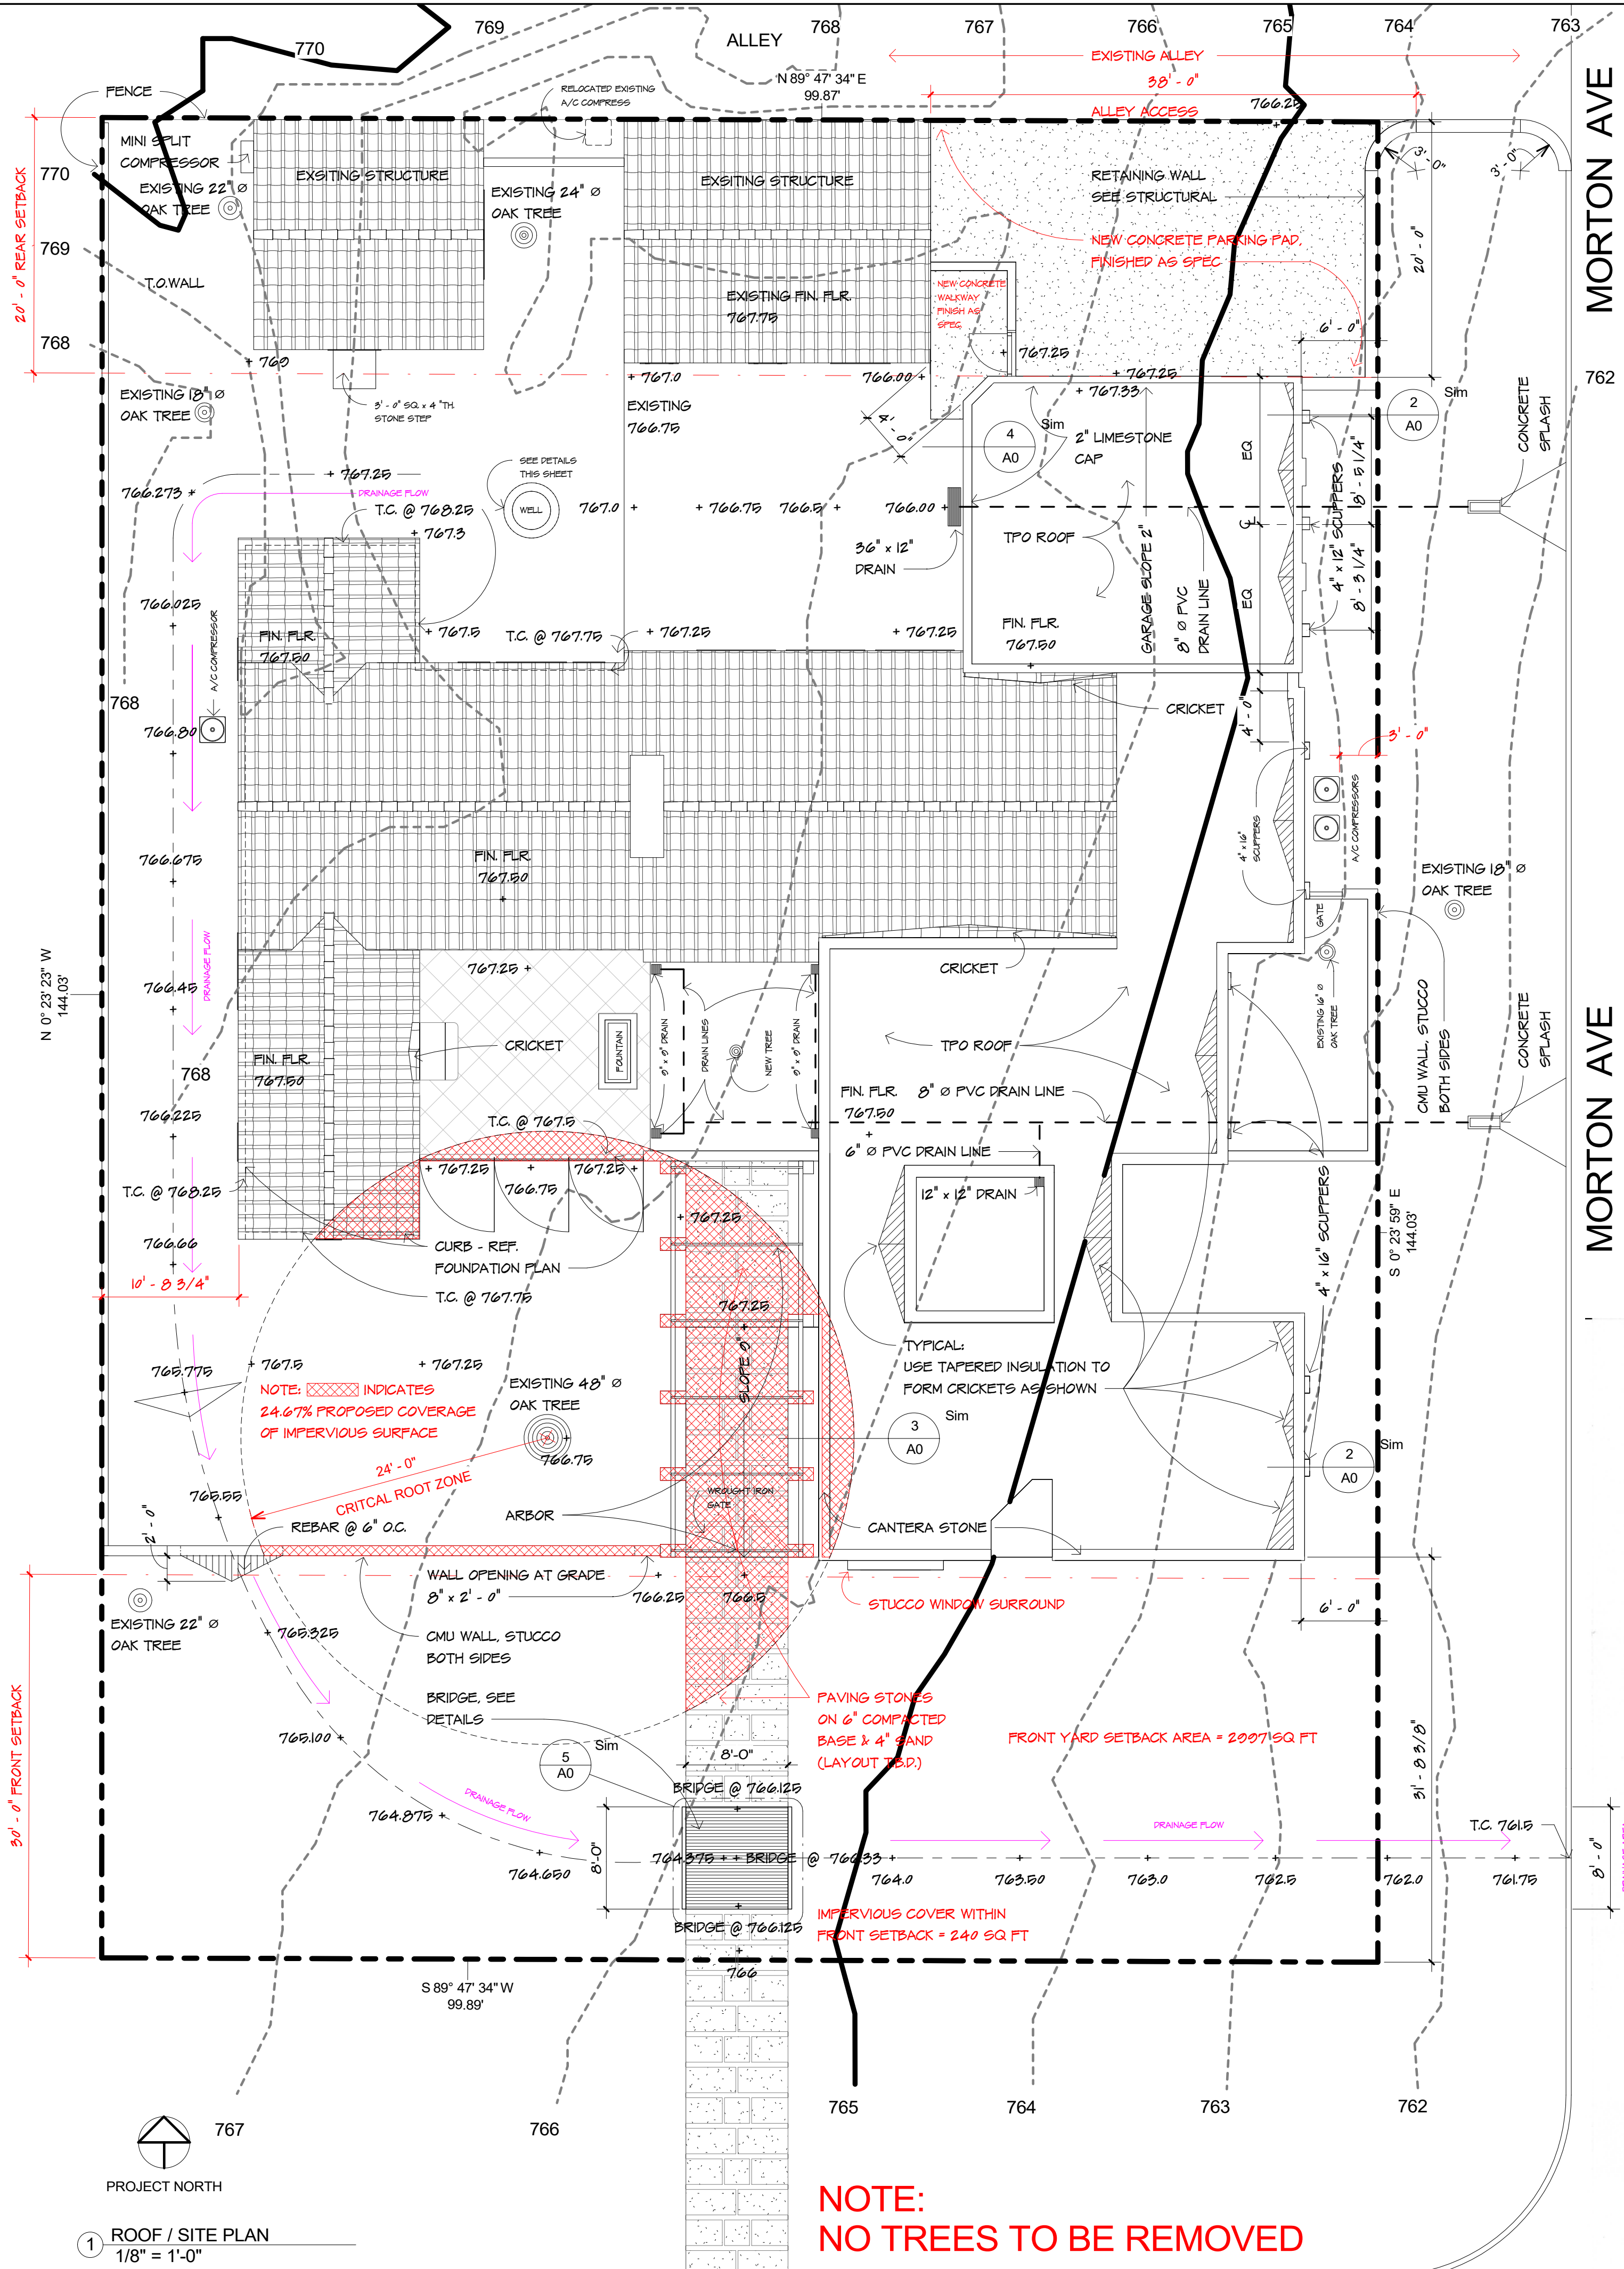 769
768
767
766
765
764
763
770
ALLEY
EXISTING ALLEY
N 89° 47' 34" E
99.87'
38' - 0"
ALLEY ACCESS
766.25
MORTON AVE
FENCE
RELOCATED EXISTING
A/C COMPRESS
MINI SPLIT
COMPRESSOR
EXISTING 22" Ø
OAK TREE
EXSITING STRUCTURE
EXISTING 24" Ø
OAK TREE
EXSITING STRUCTURE
RETAINING WALL
SEE STRUCTURAL
3'- 0"
3'- 0"
20' - 0"
20' - 0" REAR SETBACK
770
769
768
T.O.WALL
NEW CONCRETE PARKING PAD,
FINISHED AS SPEC
NEW CONCRETE
WALKWAY
FINISH AS
SPEC.
EXISTING FIN. FLR.
767.75
6' - 0"
+ 769
+ 767.0
766.00 +
+ 767.25
+ 767.25
+ 767.33
762
EXISTING 18" Ø
OAK TREE
3' - 0" SQ. x 4 "TH.
STONE STEP
EXISTING
766.75
4' - 0"
4
A0
Sim
2" LIMESTONE
CAP
2
A0
Sim
CONCRETE
SPLASH
+ 767.25
SEE DETAILS
THIS SHEET
WELL
766.273 +
DRAINAGE FLOW
T.C. @ 768.25
+ 767.3
767.0 +
+ 766.75
766.5 +
766.00 +
36" x 12"
DRAIN
TPO ROOF
GARAGE SLOPE 2"
8" Ø PVC
DRAIN LINE
EQ
CL
EQ
4" x 12" SCUPPERS
8' - 5 1/4"
8' - 3 1/4"
766.025
+
A/C COMPRESSOR
FIN. FLR.
767.50
+ 767.5
T.C. @ 767.75
+ 767.25
+ 767.25
FIN. FLR.
767.50
+
768
766.80
+
CRICKET
4' - 0"
3' - 0"
4" x 16"
SCUPPERS
A/C COMPRESSORS
766.675
+
FIN. FLR.
767.50
+
EXISTING 18" Ø
OAK TREE
GATE
N 0° 23' 23" W
144.03'
DRAINAGE FLOW
766.45
+
767.25 +
CRICKET
EXISTING 16" Ø
OAK TREE
CMU WALL, STUCCO
BOTH SIDES
CONCRETE
SPLASH
MORTON AVE
768
FIN. FLR.
767.50
CRICKET
FOUNTAIN
9" x 9" DRAIN
DRAIN LINES
NEW TREE
9" x 9" DRAIN
TPO ROOF
FIN. FLR.
767.50
+
8" Ø PVC DRAIN LINE
766.225
+
T.C. @ 767.5
6" Ø PVC DRAIN LINE
+ 767.25
+
766.75
767.25 +
T.C. @ 768.25
12" x 12" DRAIN
+ 767.25
4" x 16" SCUPPERS
S 0° 23' 59" E
144.03'
766.66
+
CURB - REF.
FOUNDATION PLAN
10' - 8 3/4"
T.C. @ 767.75
767.25
+
SLOPE 9"
TYPICAL:
USE TAPERED INSULATION TO
FORM CRICKETS AS SHOWN
765.775
+
+ 767.5
+ 767.25
NOTE: INDICATES
24.67% PROPOSED COVERAGE
OF IMPERVIOUS SURFACE
EXISTING 48" Ø
OAK TREE
+
766.75
3
A0
Sim
2
A0
Sim
24' - 0"
CRITCAL ROOT ZONE
765.55
+
WROUGHT IRON
GATE
ARBOR
2' - 0"
REBAR @ 6" O.C.
CANTERA STONE
WALL OPENING AT GRADE
8" x 2' - 0"
+
766.25
+
766.5
STUCCO WINDOW SURROUND
6' - 0"
EXISTING 22" Ø
OAK TREE
+ 765.325
CMU WALL, STUCCO
BOTH SIDES
30' - 0" FRONT SETBACK
BRIDGE, SEE
DETAILS
PAVING STONES
ON 6" COMPACTED
BASE & 4" SAND
(LAYOUT T.B.D.)
FRONT YARD SETBACK AREA = 2997 SQ FT
31' - 8 3/8"
765.100 +
5
A0
Sim
8'-0"
BRIDGE @ 766.125
DRAINAGE FLOW
764.875 +
8'-0"
DRAINAGE FLOW
T.C. 761.5
8' - 0"
+
764.650
764.375 + + BRIDGE @ 766.33
+
764.0
+
763.50
+
763.0
+
762.5
+
762.0
+
761.75
IMPERVIOUS COVER WITHIN
FRONT SETBACK = 240 SQ FT
BRIDGE @ 766.125
+
766
S 89° 47' 34" W
99.89'
767
766
765
764
763
762
PROJECT NORTH
NOTE:
NO TREES TO BE REMOVED
1
ROOF / SITE PLAN
1/8" = 1'-0"